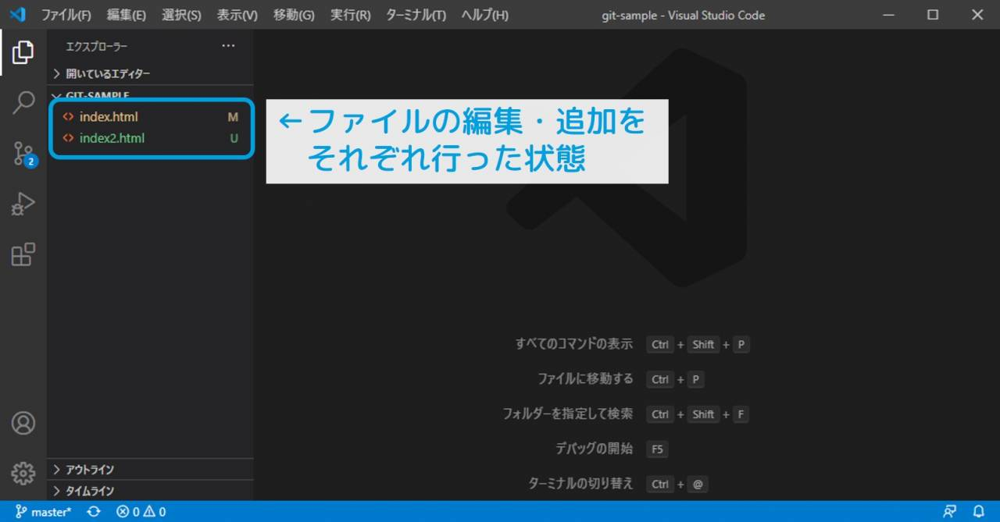 ファイル(F) 編集(E) 選択(S) 表示(V) 移動(G) 実行(R) ターミナル(T) ヘルプ(H) git-sample - Visual Studio Code
エクスプローラー ...
開いているエディター
GIT-SAMPLE
index.html M
index2.html U
2
←ファイルの編集・追加を
それぞれ行った状態
すべてのコマンドの表示 Ctrl + Shift + P
ファイルに移動する Ctrl + P
フォルダーを指定して検索 Ctrl + Shift + F
デバッグの開始 F5
ターミナルの切り替え Ctrl + @
アウトライン
タイムライン
master* 0 0